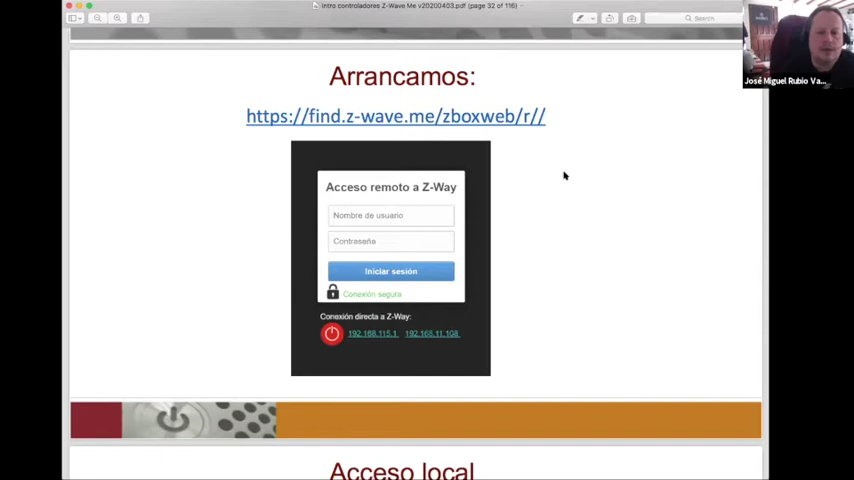 Intro controladores Z-Wave Me v20200403.pdf (page 32 of 116)
Search
José Miguel Rubio Va...
Arrancamos:
https://find.z-wave.me/zboxweb/r//
Acceso remoto a Z-Way
Nombre de usuario
Contraseña
Iniciar sesión
Conexión segura
Conexión directa a Z-Way:
192.168.115.1 192.168.11.108
Acceso local